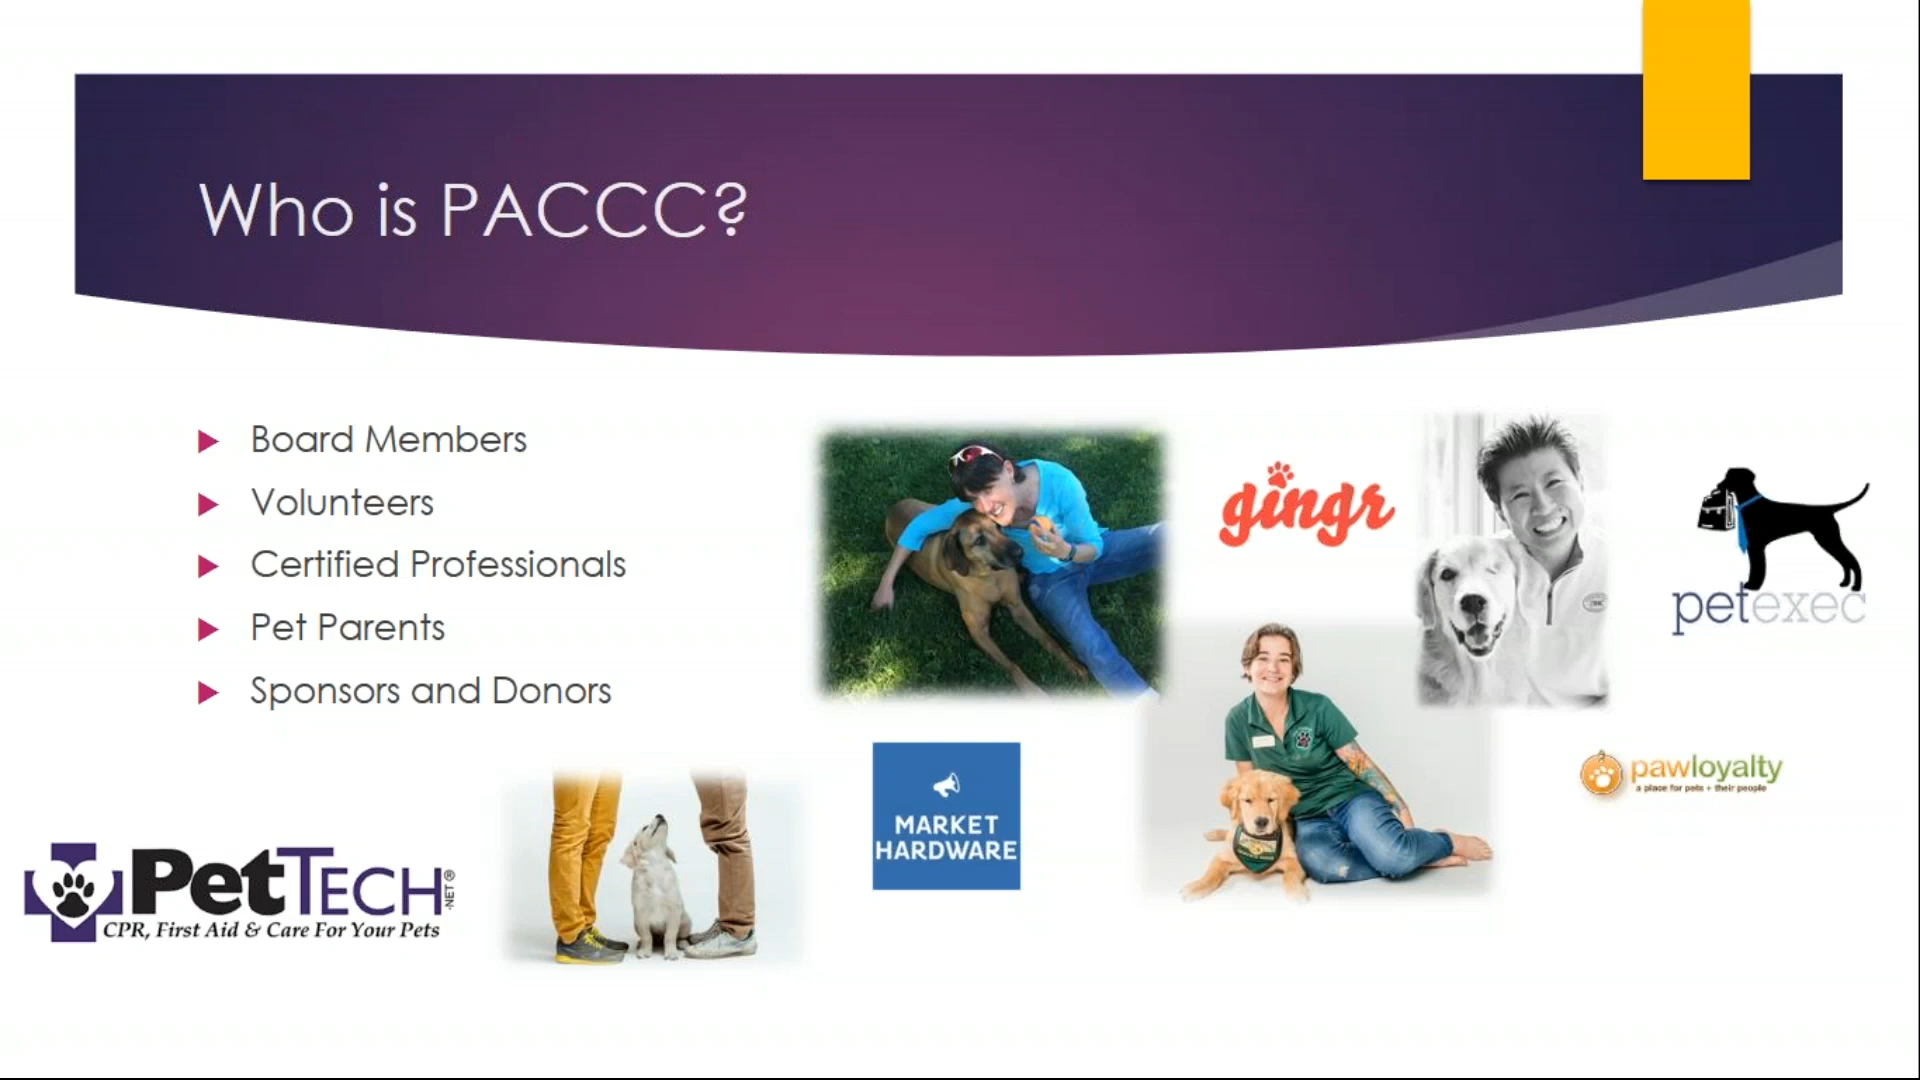 Who is PACCC?
Board Members
Volunteers
Certified Professionals
Pet Parents
Sponsors and Donors
gingr
petexec
pawloyalty
a place for pets + their people
MARKET
HARDWARE
PetTECH.NET®
CPR, First Aid & Care For Your Pets